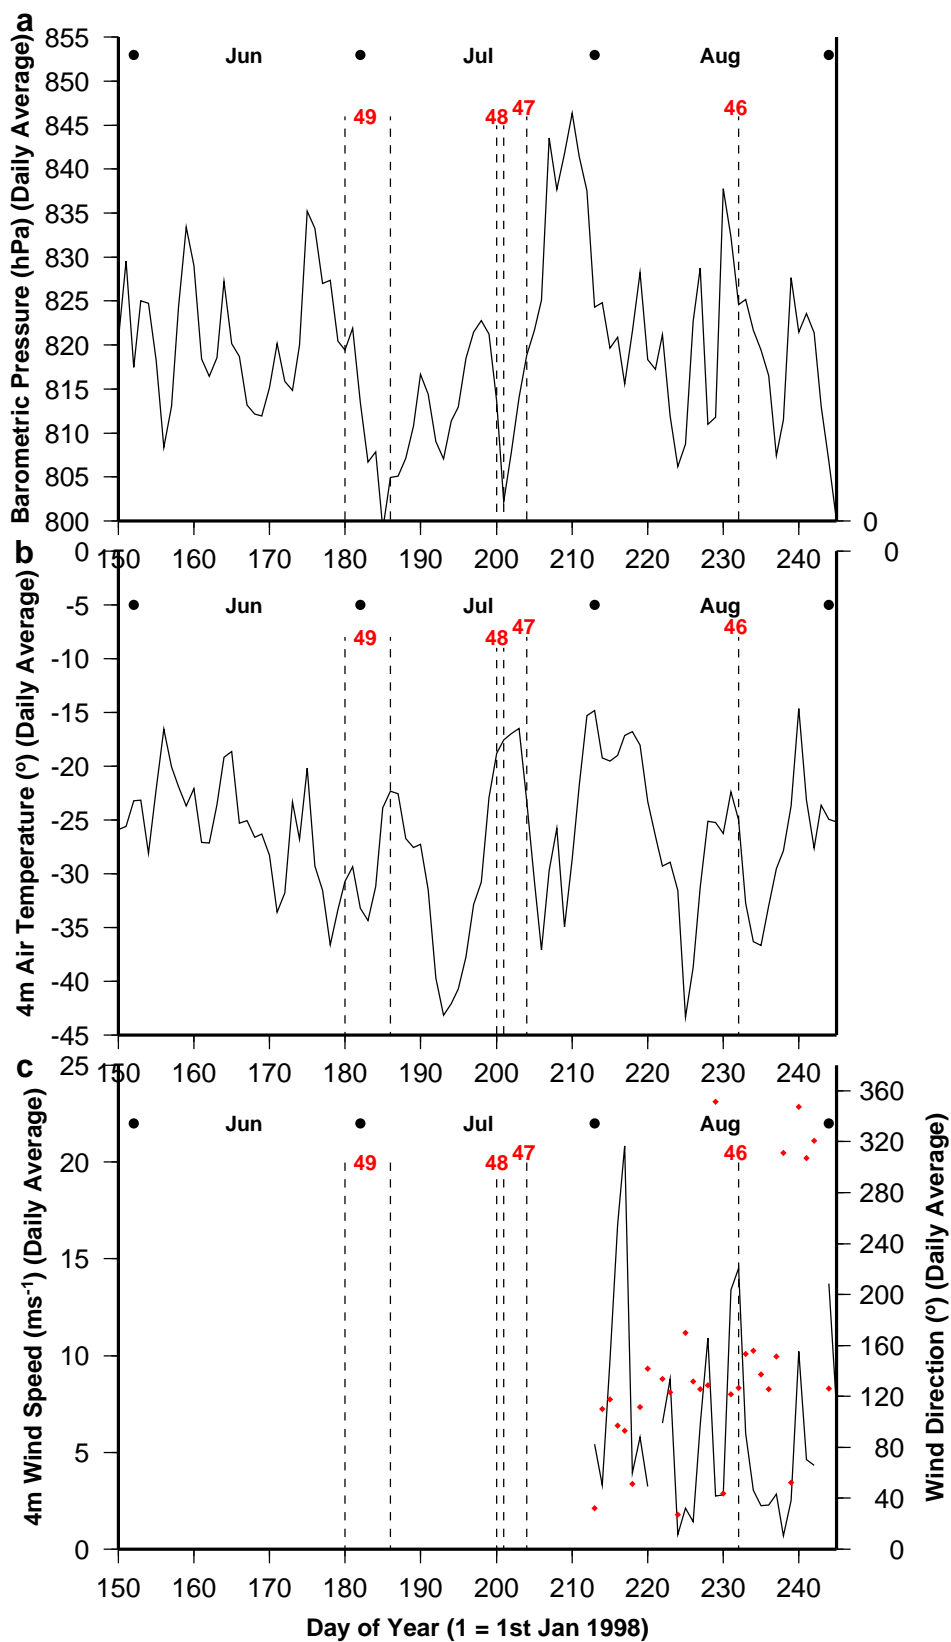 a
Barometric Pressure (hPa) (Daily Average)
855
850
845
840
835
830
825
820
815
810
805
800
0
Jun
Jul
Aug
49
48
47
46
150 160 170 180 190 200 210 220 230 240
b
4m Air Temperature (º) (Daily Average)
0
-5
-10
-15
-20
-25
-30
-35
-40
-45
0
Jun
Jul
Aug
49
48
47
46
150 160 170 180 190 200 210 220 230 240
c
4m Wind Speed (ms-1) (Daily Average)
25
20
15
10
5
0
Jun
Jul
Aug
49
48
47
46
360
320
280
240
200
160
120
80
40
0
Wind Direction (º) (Daily Average)
150 160 170 180 190 200 210 220 230 240
Day of Year (1 = 1st Jan 1998)